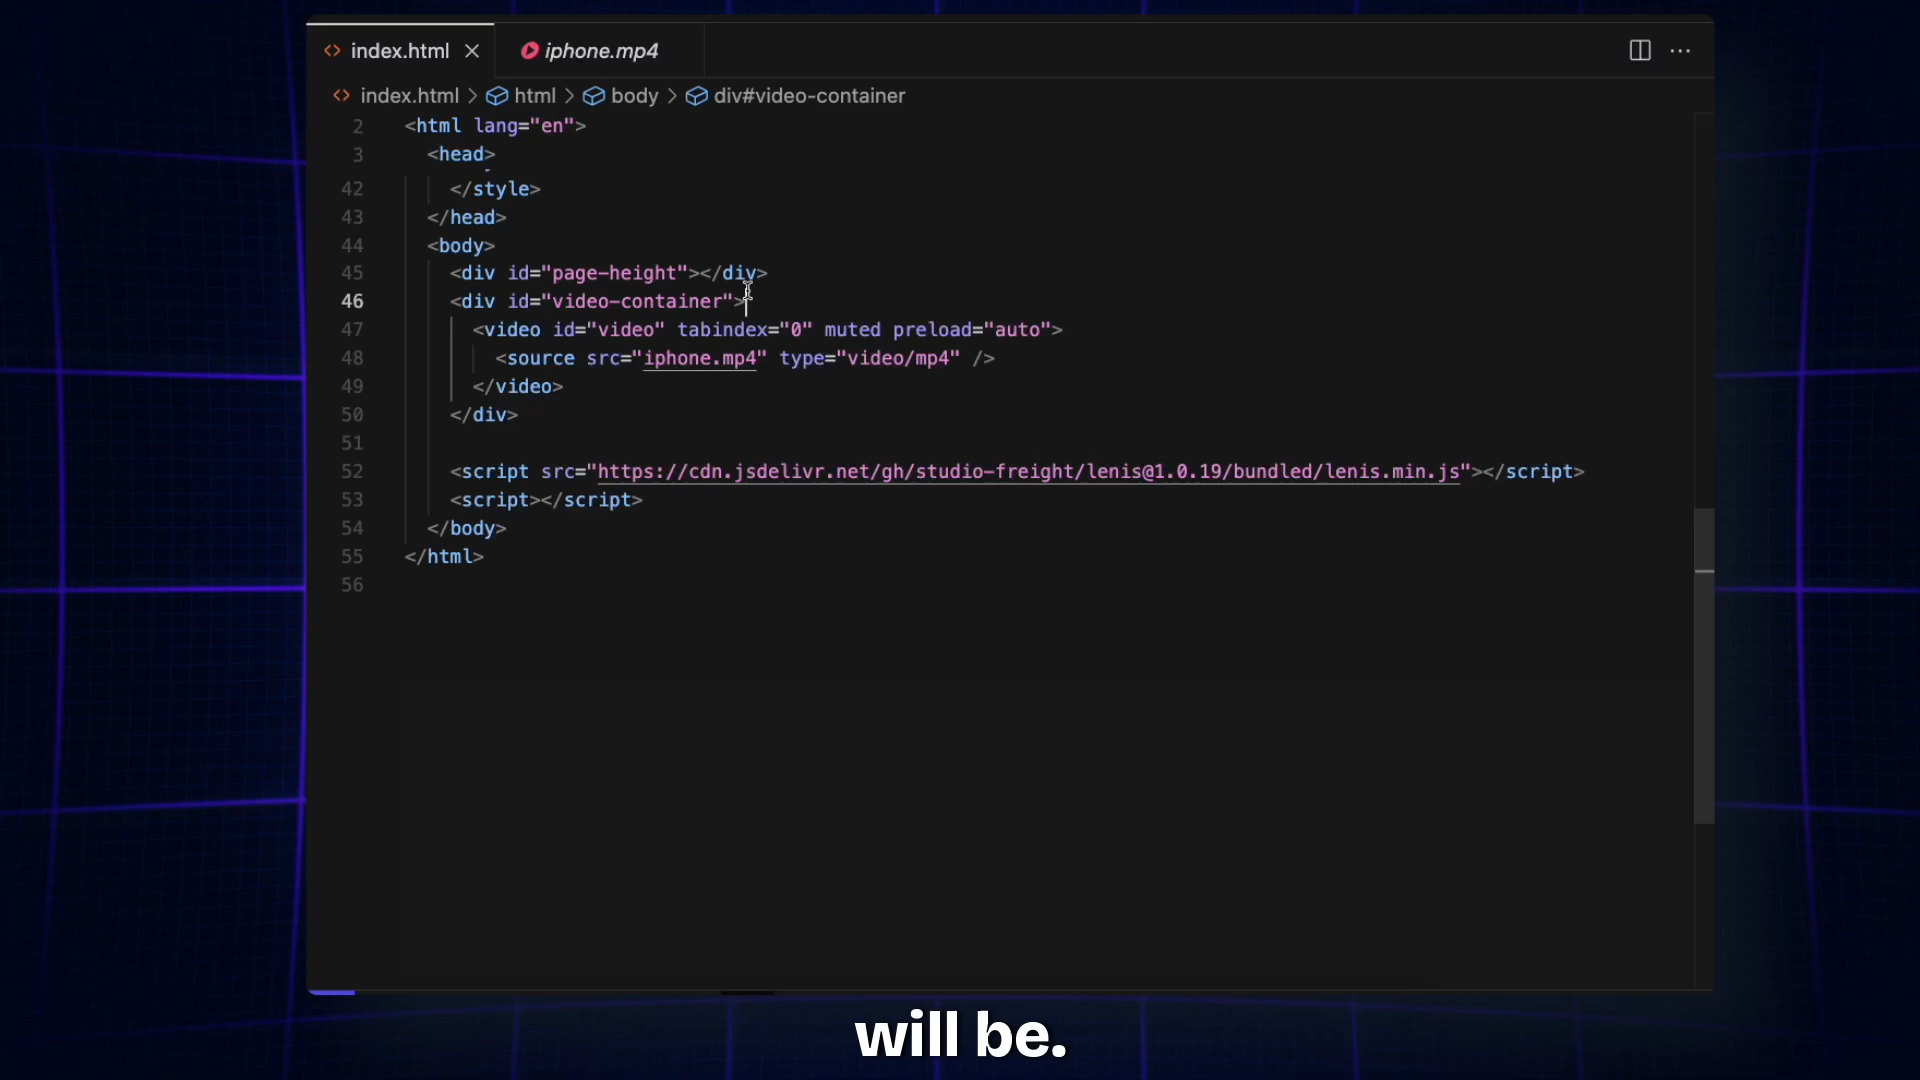 index.html
iphone.mp4
index.html > html > body > div#video-container
2 <html lang="en">
3 <head>
42 </style>
43 </head>
44 <body>
45 <div id="page-height"></div>
46 <div id="video-container">
47 <video id="video" tabindex="0" muted preload="auto">
48 <source src="iphone.mp4" type="video/mp4" />
49 </video>
50 </div>
51
52 <script src="https://cdn.jsdelivr.net/gh/studio-freight/lenis@1.0.19/bundled/lenis.min.js"></script>
53 <script></script>
54 </body>
55 </html>
56
will be.